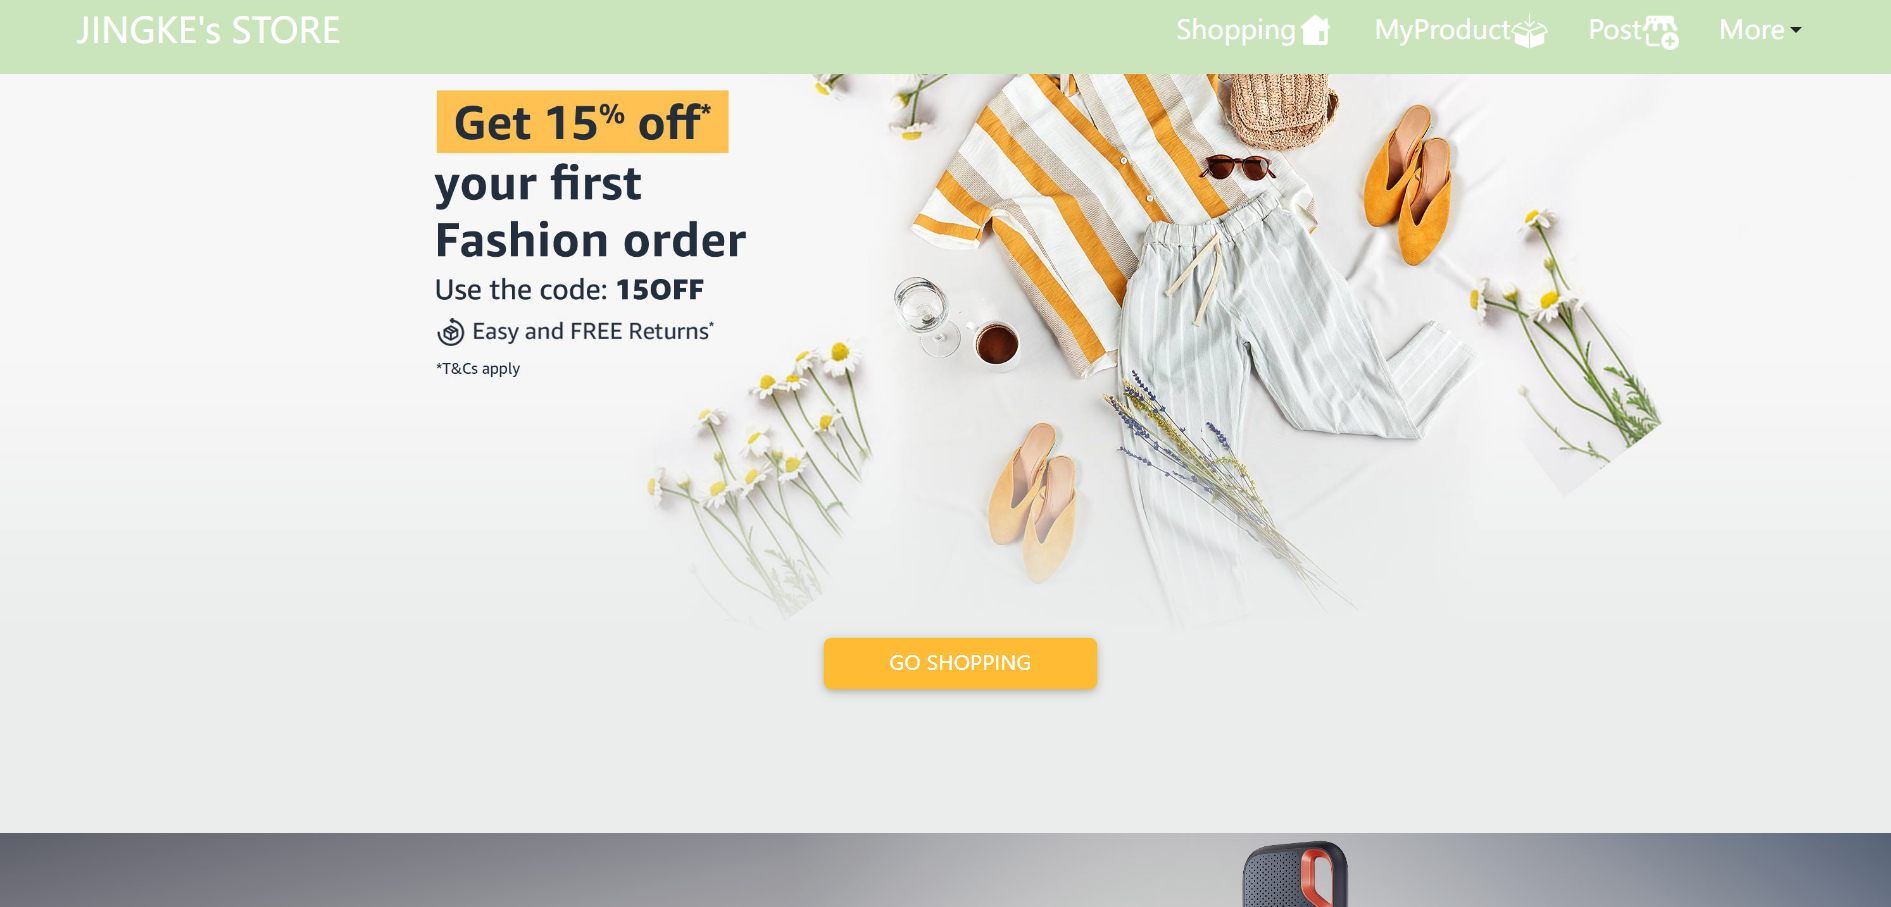 JINGKE's STORE
Shopping
MyProduct
Post
More
Get 15% off*
your first
Fashion order
Use the code: 15OFF
Easy and FREE Returns*
*T&Cs apply
GO SHOPPING